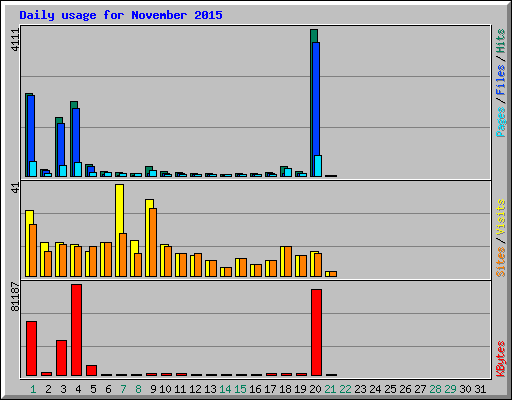 Daily usage for November 2015
4111
Pages / Files / Hits
41
Sites / Visits
81187
KBytes
1 2 3 4 5 6 7 8 9 10 11 12 13 14 15 16 17 18 19 20 21 22 23 24 25 26 27 28 29 30 31